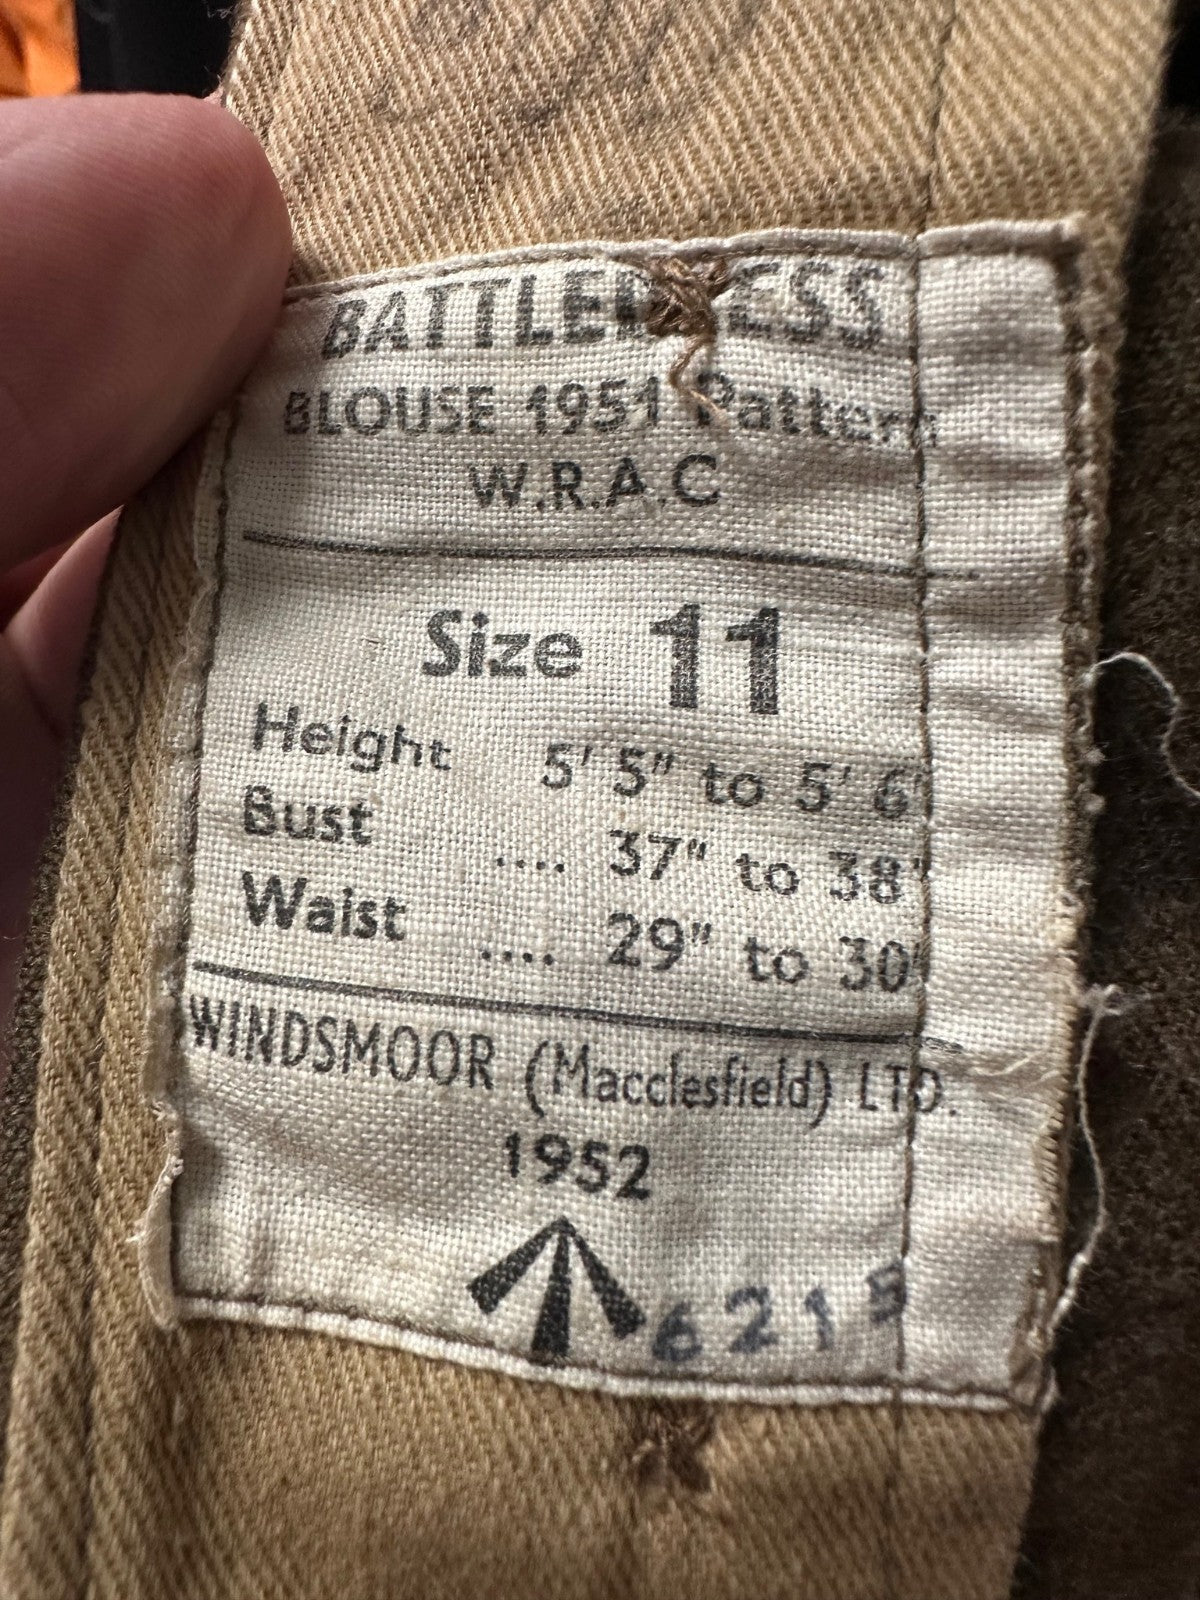 BATTLEDRESS
BLOUSE 1951 Pattern
W.R.A.C
Size 11
Height 5' 5" to 5' 6"
Bust .... 37" to 38"
Waist .... 29" to 30"
WINDSMOOR (Macclesfield) LTD.
1952
6215